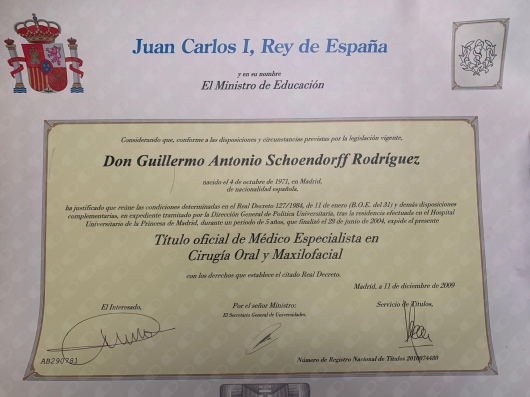 Juan Carlos I, Rey de España
y en su nombre
El Ministro de Educación
Considerando que, conforme a las disposiciones y circunstancias previstas por la legislación vigente,
Don Guillermo Antonio Schoendorff Rodríguez
nacido el 4 de octubre de 1971, en Madrid,
de nacionalidad española,
ha justificado que reúne las condiciones determinadas en el Real Decreto 127/1984, de 11 de enero (B.O.E. del 31) y demás disposiciones
complementarias, en expediente tramitado por la Dirección General de Política Universitaria, tras la residencia efectuada en el Hospital
Universitario de la Princesa de Madrid, durante un periodo de 5 años, que finalizó el 28 de junio de 2004, expide el presente
Título oficial de Médico Especialista en
Cirugía Oral y Maxilofacial
con los derechos que establece el citado Real Decreto.
Madrid, a 11 de diciembre de 2009
El Interesado, Por el señor Ministro: Servicio de Títulos,
El Secretario General de Universidades,
AB290781
Número de Registro Nacional de Títulos 2010074480